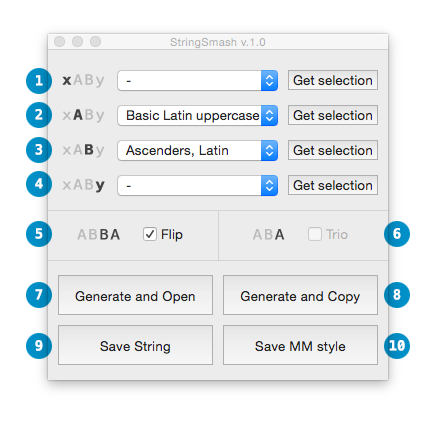 StringSmash v.1.0
1 xABy - Get selection
2 xABy Basic Latin uppercase Get selection
3 xABy Ascenders, Latin Get selection
4 xABy - Get selection
5 ABBA Flip ABA Trio 6
7 Generate and Open Generate and Copy 8
9 Save String Save MM style 10